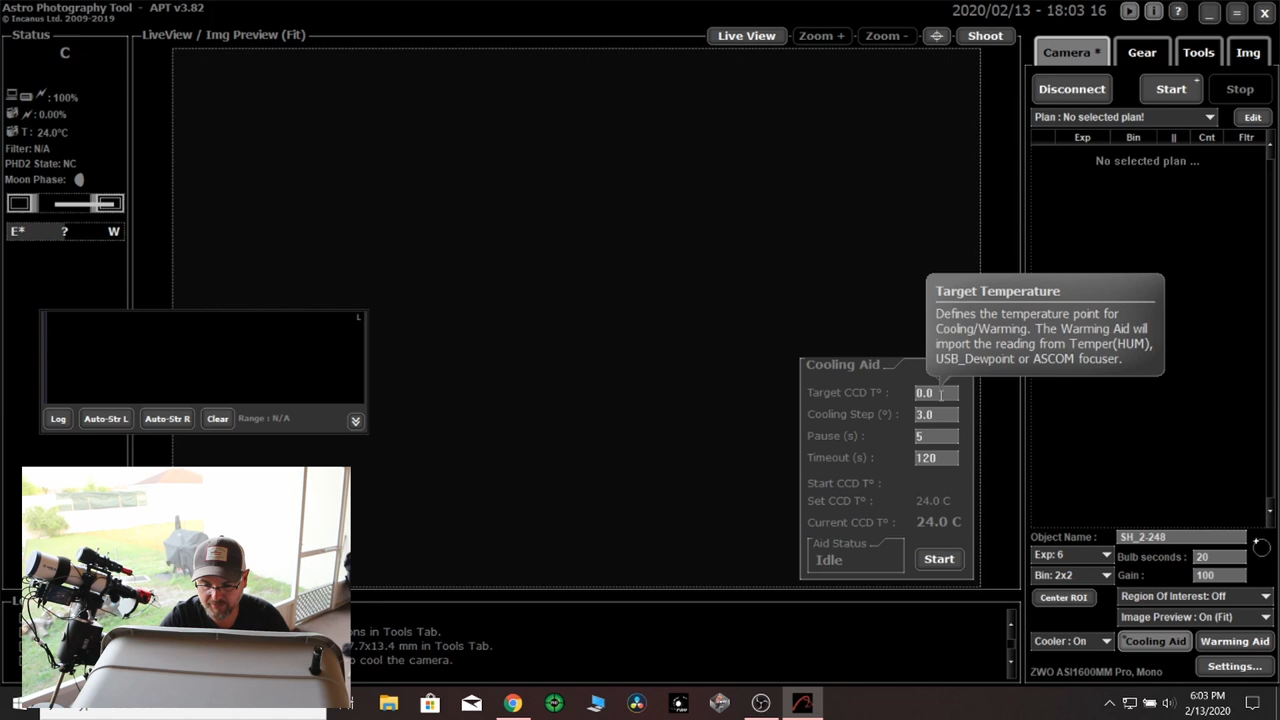 Astro Photography Tool - APT v3.82
© Incanus Ltd. 2009-2019
2020/02/13 - 18:03 16
Status
C
: 100%
: 0.00%
T : 24.0°C
Filter: N/A
PHD2 State: NC
Moon Phase:
E* ? W
LiveView / Img Preview (Fit)
Live View Zoom + Zoom - Shoot
Camera * Gear Tools Img
Disconnect Start Stop
Plan : No selected plan! Edit
Exp Bin || Cnt Fltr
No selected plan ...
Target Temperature
Defines the temperature point for
Cooling/Warming. The Warming Aid will
import the reading from Temper(HUM),
USB_Dewpoint or ASCOM focuser.
L
Log Auto-Str L Auto-Str R Clear Range : N/A
Cooling Aid
Target CCD T° : 0.0
Cooling Step (°) : 3.0
Pause (s) : 5
Timeout (s) : 120
Start CCD T° :
Set CCD T° : 24.0 C
Current CCD T° : 24.0 C
Aid Status
Idle
Start
ons in Tools Tab.
7.7x13.4 mm in Tools Tab.
o cool the camera.
Object Name : SH_2-248
Exp: 6 Bulb seconds : 20
Bin: 2x2 Gain : 100
Center ROI Region Of Interest: Off
Image Preview : On (Fit)
Cooler : On Cooling Aid Warming Aid
ZWO ASI1600MM Pro, Mono Settings...
6:03 PM
2/13/2020